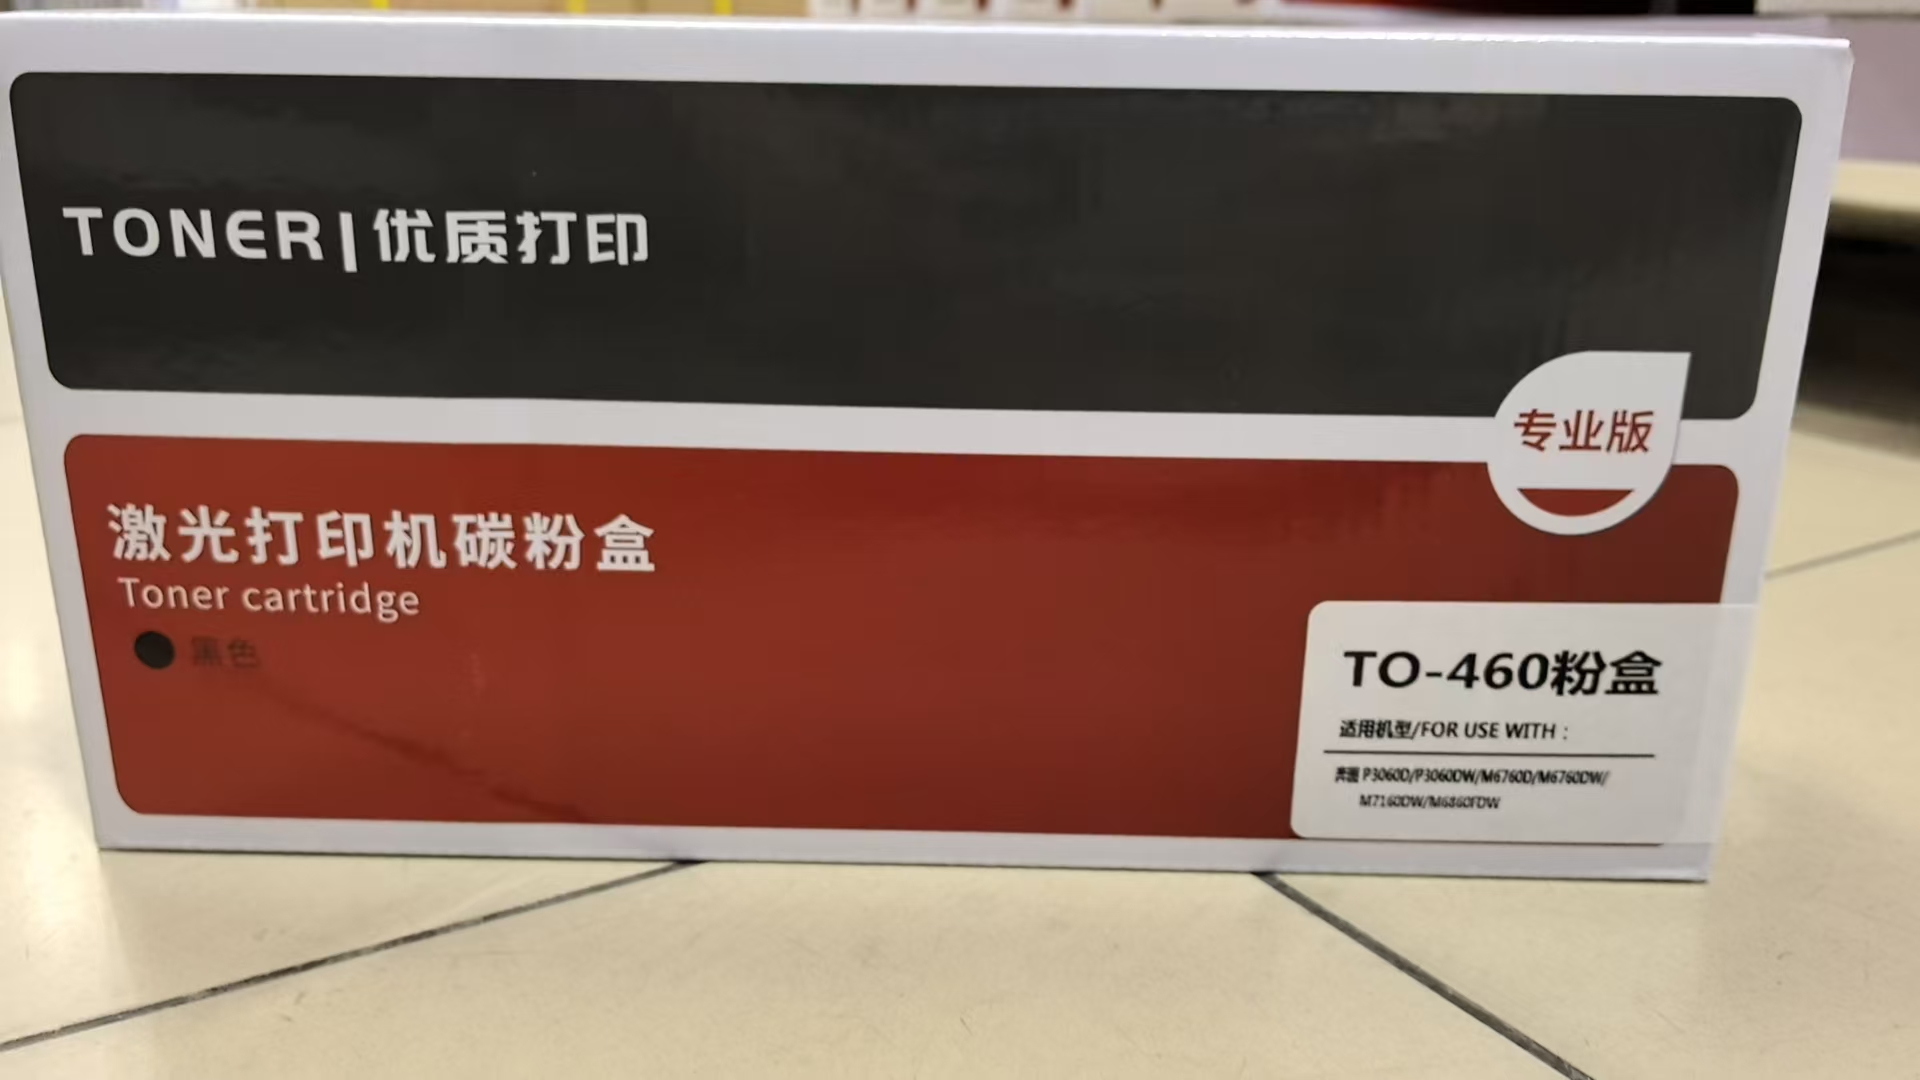 TONER|优质打印
专业版
激光打印机碳粉盒
Toner cartridge
黑色
TO-460粉盒
适用机型/FOR USE WITH：
奔图 P3060D/P3060DW/M6760D/M6760DW/
M7160DW/M6860FDW